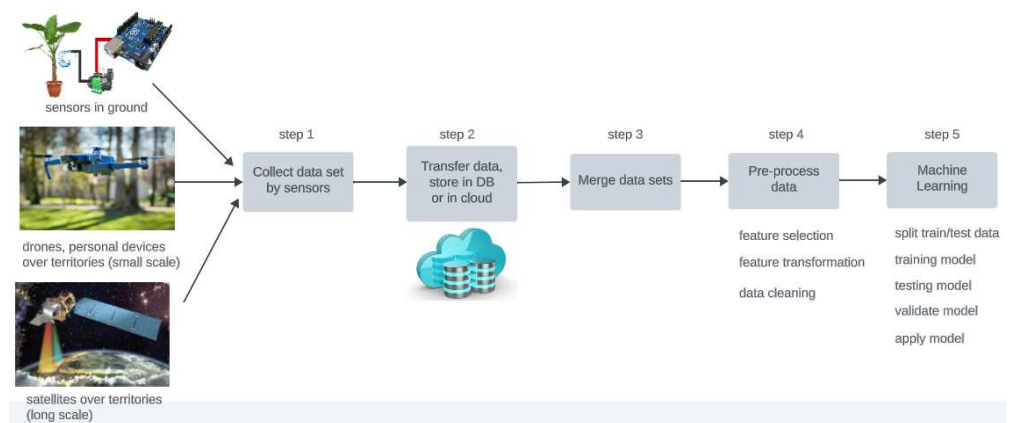 sensors in ground
drones, personal devices
over territories (small scale)
satellites over territories
(long scale)
step 1
Collect data set
by sensors
step 2
Transfer data,
store in DB
or in cloud
step 3
Merge data sets
step 4
Pre-process
data
feature selection
feature transformation
data cleaning
step 5
Machine
Learning
split train/test data
training model
testing model
validate model
apply model